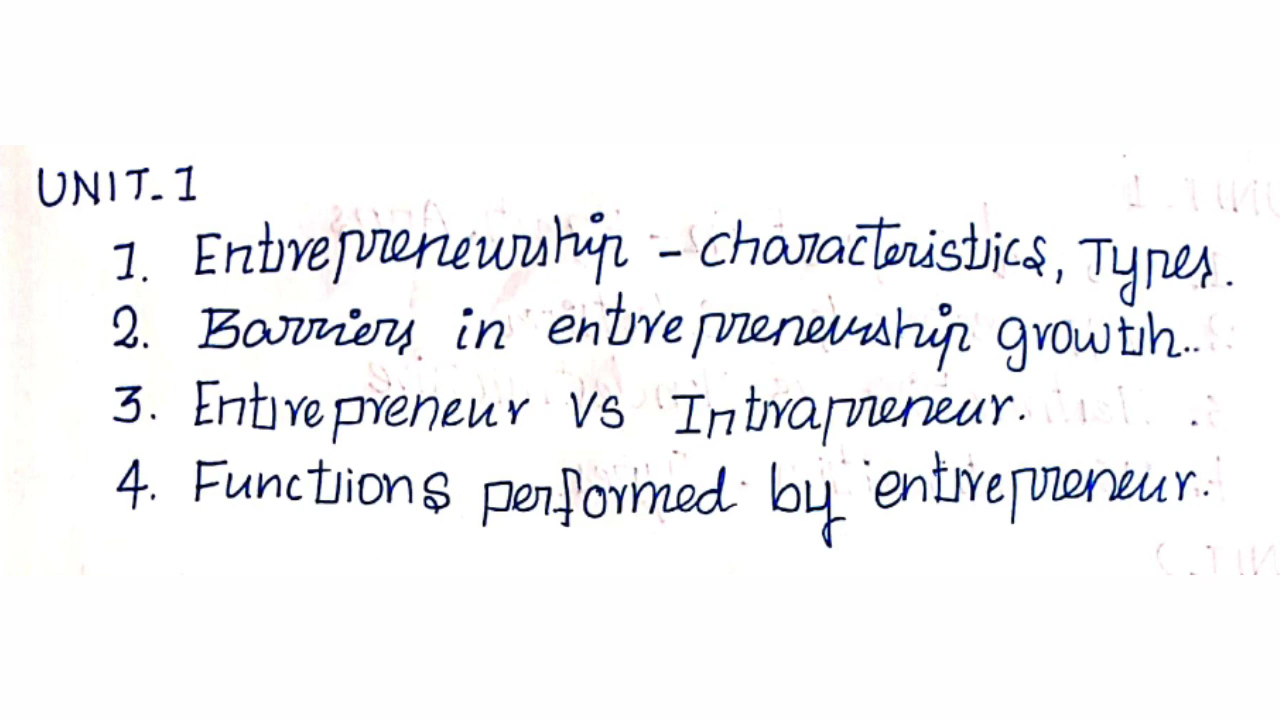 UNIT-1
1. Entrepreneurship - characteristics, Types.
2. Barriers in entrepreneurship growth..
3. Entrepreneur vs Intrapreneur.
4. Functions performed by entrepreneur.